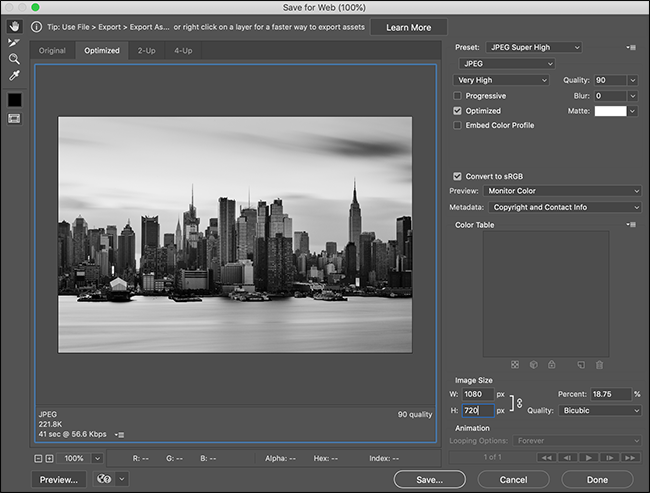 Save for Web (100%)
Tip: Use File > Export > Export As... or right click on a layer for a faster way to export assets
Learn More
Original
Optimized
2-Up
4-Up
Preset: JPEG Super High
JPEG
Very High
Quality: 90
Progressive
Blur: 0
Optimized
Matte:
Embed Color Profile
Convert to sRGB
Preview: Monitor Color
Metadata: Copyright and Contact Info
Color Table
Image Size
W: 1080 px
Percent: 18.75 %
H: 720 px
Quality: Bicubic
Animation
Looping Options: Forever
1 of 1
JPEG
221.8K
41 sec @ 56.6 Kbps
90 quality
100%
R: --
G: --
B: --
Alpha: --
Hex: --
Index: --
Preview...
Save...
Cancel
Done